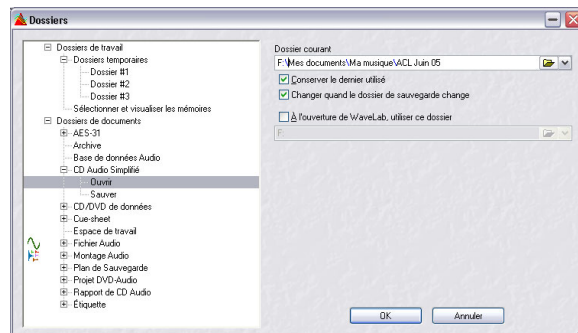 Dossiers
Dossiers de travail
Dossiers temporaires
Dossier #1
Dossier #2
Dossier #3
Sélectionner et visualiser les mémoires
Dossiers de documents
AES-31
Archive
Base de données Audio
CD Audio Simplifié
Ouvrir
Sauver
CD/DVD de données
Cue-sheet
Espace de travail
Fichier Audio
Montage Audio
Plan de Sauvegarde
Projet DVD-Audio
Rapport de CD Audio
Étiquette
Dossier courant
F:\Mes documents\Ma musique\ACL Juin 05
Conserver le dernier utilisé
Changer quand le dossier de sauvegarde change
À l'ouverture de WaveLab, utiliser ce dossier
F:
OK
Annuler